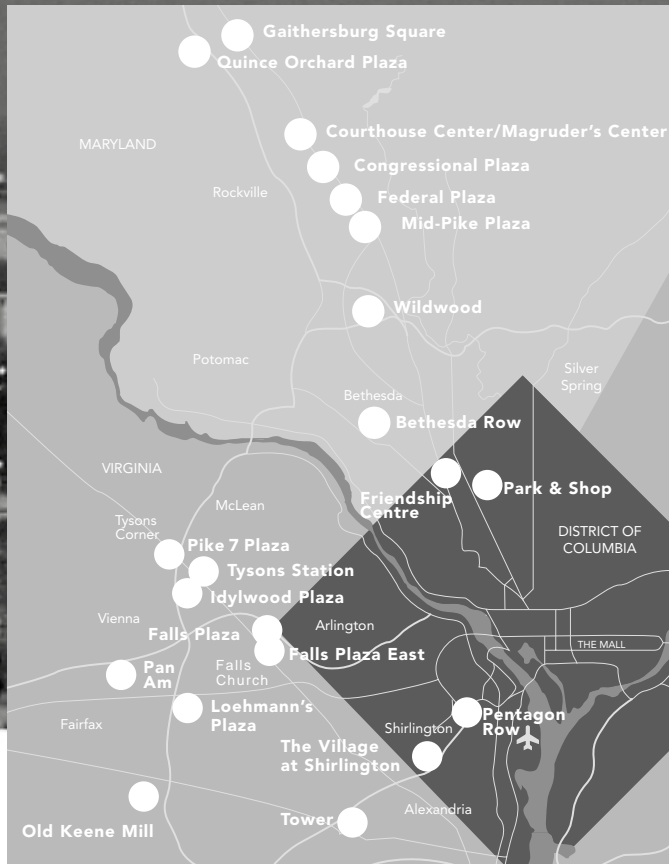 Gaithersburg Square
Quince Orchard Plaza
Courthouse Center/Magruder's Center
MARYLAND
Congressional Plaza
Rockville
Federal Plaza
Mid-Pike Plaza
Wildwood
Potomac
Silver
Spring
Bethesda
Bethesda Row
VIRGINIA
Friendship
Centre
Park & Shop
McLean
Tysons
Corner
DISTRICT OF
COLUMBIA
Pike 7 Plaza
Tysons Station
Idylwood Plaza
Vienna
Falls Plaza
Arlington
THE MALL
Falls Plaza East
Pan
Am
Falls
Church
Loehmann's
Plaza
Fairfax
Pentagon
Row
Shirlington
The Village
at Shirlington
Alexandria
Old Keene Mill
Tower